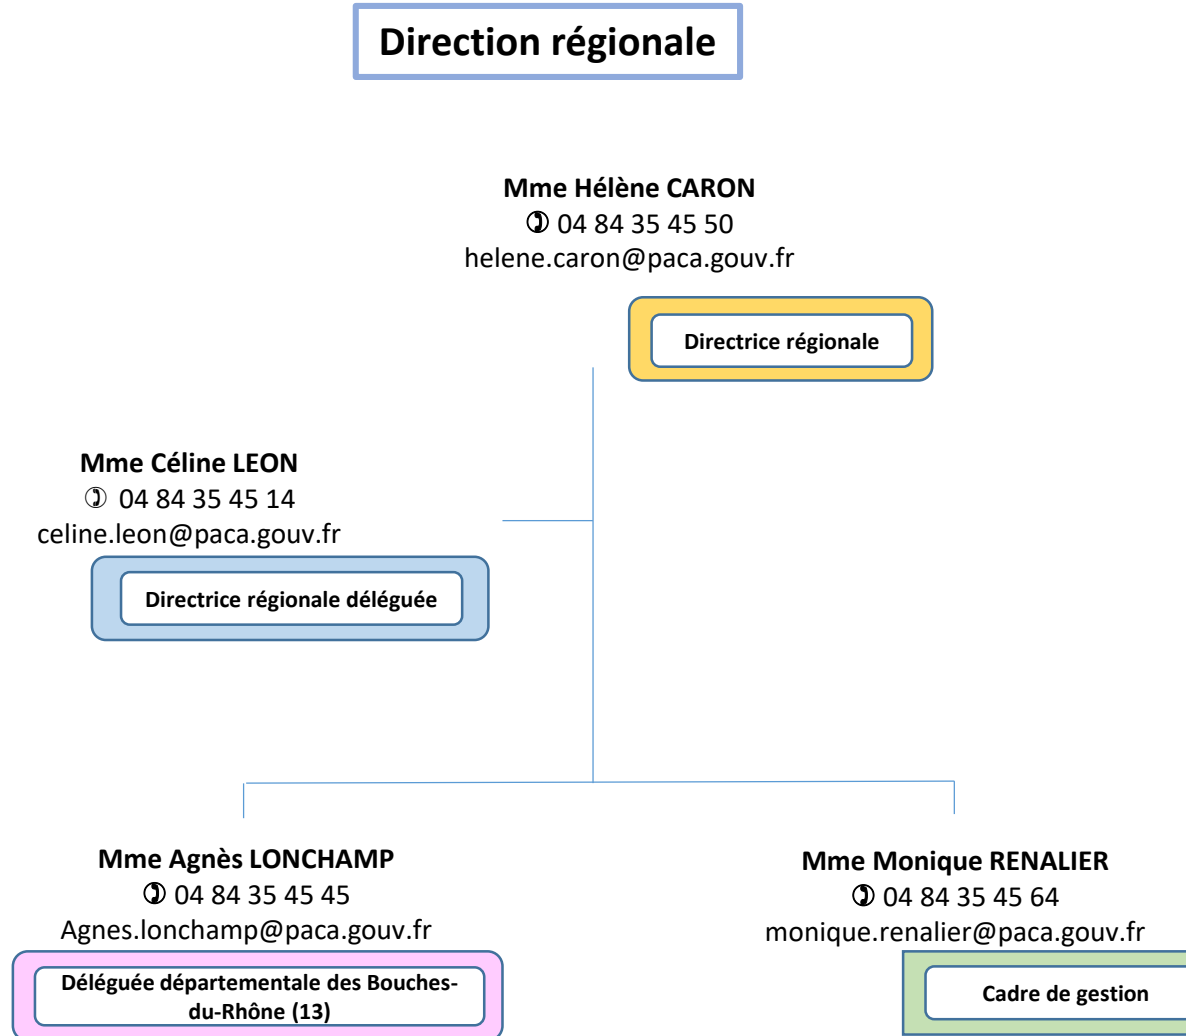 Direction régionale
Mme Hélène CARON
✆ 04 84 35 45 50
helene.caron@paca.gouv.fr
Directrice régionale
Mme Céline LEON
✆ 04 84 35 45 14
celine.leon@paca.gouv.fr
Directrice régionale déléguée
Mme Agnès LONCHAMP
✆ 04 84 35 45 45
Agnes.lonchamp@paca.gouv.fr
Déléguée départementale des Bouches-
du-Rhône (13)
Mme Monique RENALIER
✆ 04 84 35 45 64
monique.renalier@paca.gouv.fr
Cadre de gestion